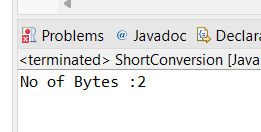 Problems @ Javadoc Declara
<terminated> ShortConversion [Java
No of Bytes :2